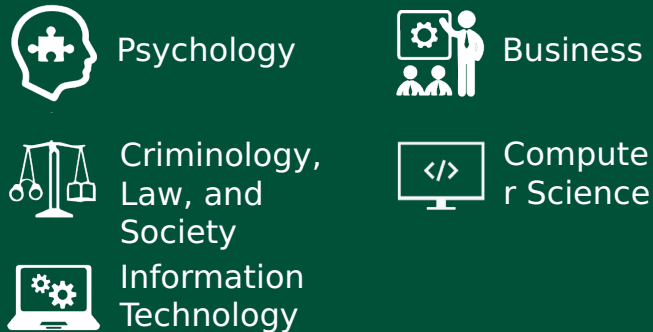 Psychology
Business
Criminology,
Law, and
Society
</>
Compute
r Science
Information
Technology